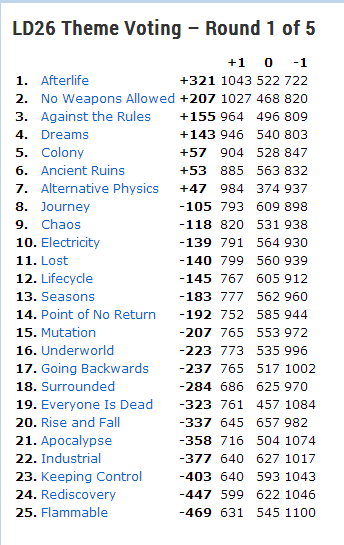 LD26 Theme Voting – Round 1 of 5
+1 0 -1
1. Afterlife +321 1043 522 722
2. No Weapons Allowed +207 1027 468 820
3. Against the Rules +155 964 496 809
4. Dreams +143 946 540 803
5. Colony +57 904 528 847
6. Ancient Ruins +53 885 563 832
7. Alternative Physics +47 984 374 937
8. Journey -105 793 609 898
9. Chaos -118 820 531 938
10. Electricity -139 791 564 930
11. Lost -140 799 560 939
12. Lifecycle -145 767 605 912
13. Seasons -183 777 562 960
14. Point of No Return -192 752 585 944
15. Mutation -207 765 553 972
16. Underworld -223 773 535 996
17. Going Backwards -237 765 517 1002
18. Surrounded -284 686 625 970
19. Everyone Is Dead -323 761 457 1084
20. Rise and Fall -337 645 657 982
21. Apocalypse -358 716 504 1074
22. Industrial -377 640 627 1017
23. Keeping Control -403 640 593 1043
24. Rediscovery -447 599 622 1046
25. Flammable -469 631 545 1100